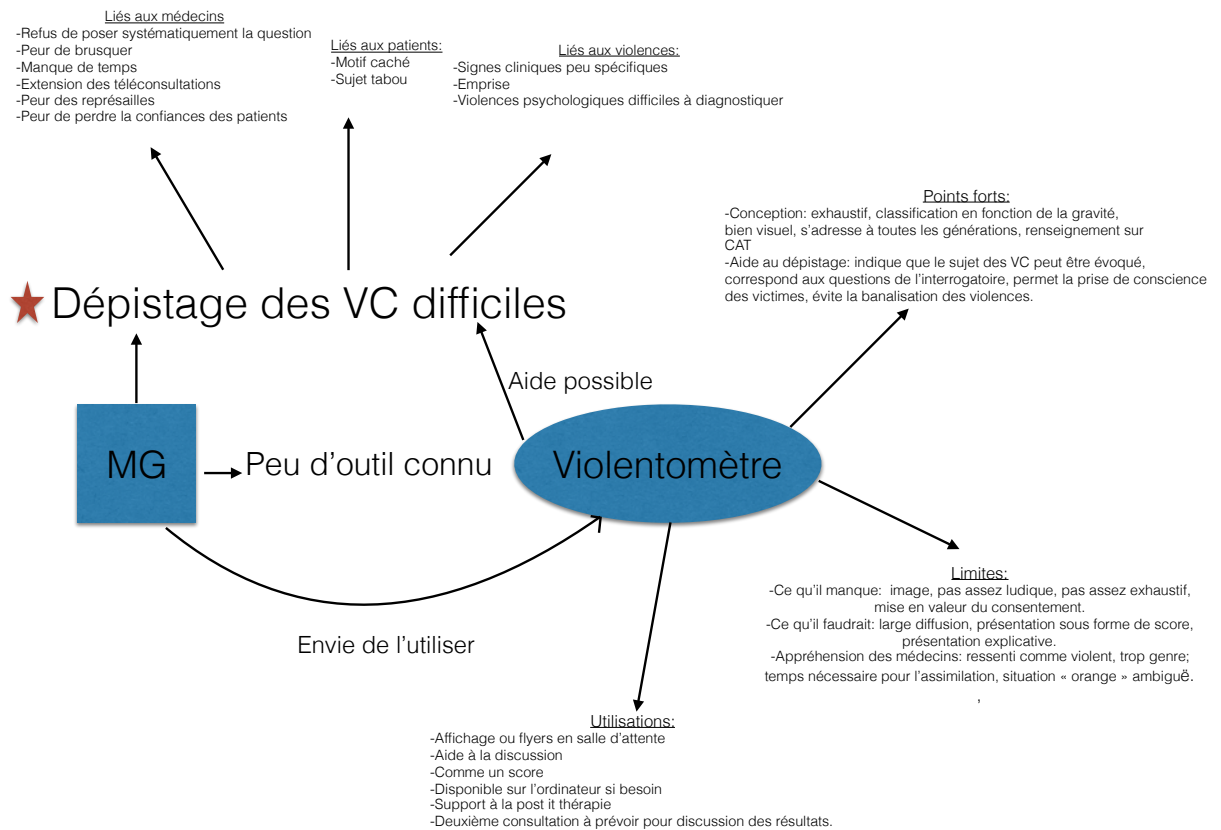 Liés aux médecins
-Refus de poser systématiquement la question
-Peur de brusquer
-Manque de temps
-Extension des téléconsultations
-Peur des représailles
-Peur de perdre la confiances des patients
Liés aux patients:
-Motif caché
-Sujet tabou
Liés aux violences:
-Signes cliniques peu spécifiques
-Emprise
-Violences psychologiques difficiles à diagnostiquer
Points forts:
-Conception: exhaustif, classification en fonction de la gravité,
bien visuel, s’adresse à toutes les générations, renseignement sur
CAT
-Aide au dépistage: indique que le sujet des VC peut être évoqué,
correspond aux questions de l’interrogatoire, permet la prise de conscience
des victimes, évite la banalisation des violences.
Dépistage des VC difficiles
Aide possible
MG
Peu d’outil connu
Violentomètre
Envie de l’utiliser
Limites:
-Ce qu’il manque: image, pas assez ludique, pas assez exhaustif,
mise en valeur du consentement.
-Ce qu’il faudrait: large diffusion, présentation sous forme de score,
présentation explicative.
-Appréhension des médecins: ressenti comme violent, trop genre;
temps nécessaire pour l’assimilation, situation « orange » ambiguë.
,
Utilisations:
-Affichage ou flyers en salle d’attente
-Aide à la discussion
-Comme un score
-Disponible sur l’ordinateur si besoin
-Support à la post it thérapie
-Deuxième consultation à prévoir pour discussion des résultats.